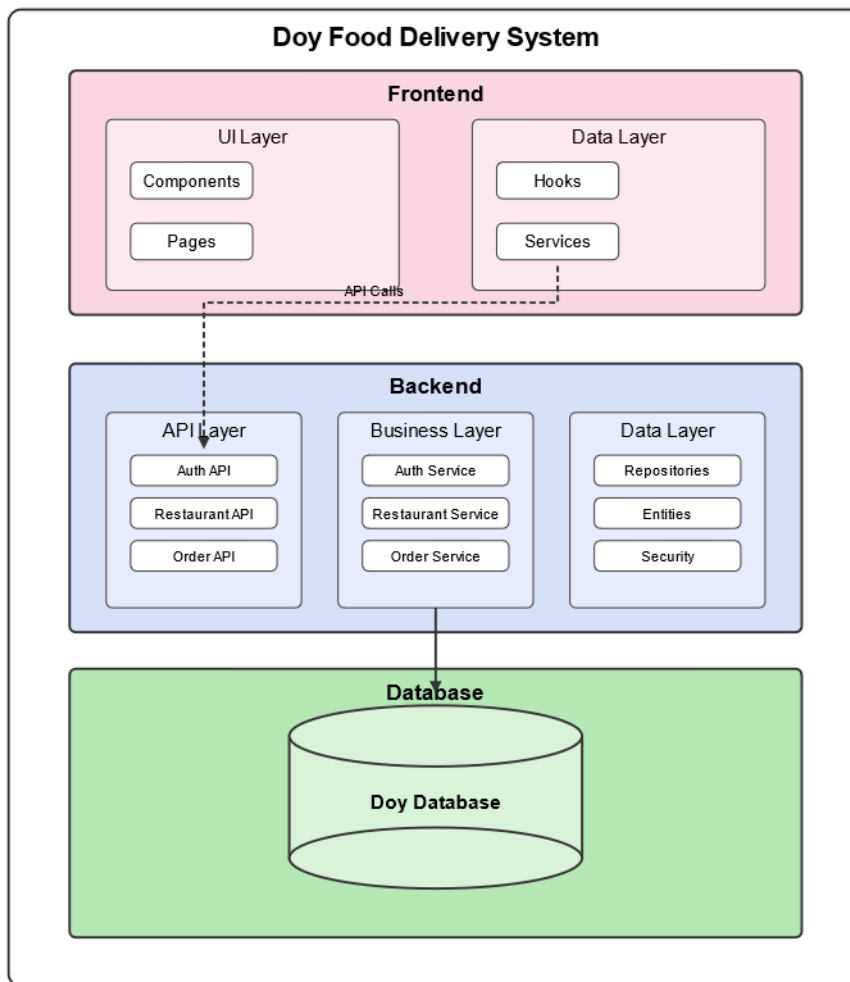 Doy Food Delivery System
Frontend
UI Layer
Components
Pages
Data Layer
Hooks
Services
API Calls
Backend
API Layer
Auth API
Restaurant API
Order API
Business Layer
Auth Service
Restaurant Service
Order Service
Data Layer
Repositories
Entities
Security
Database
Doy Database